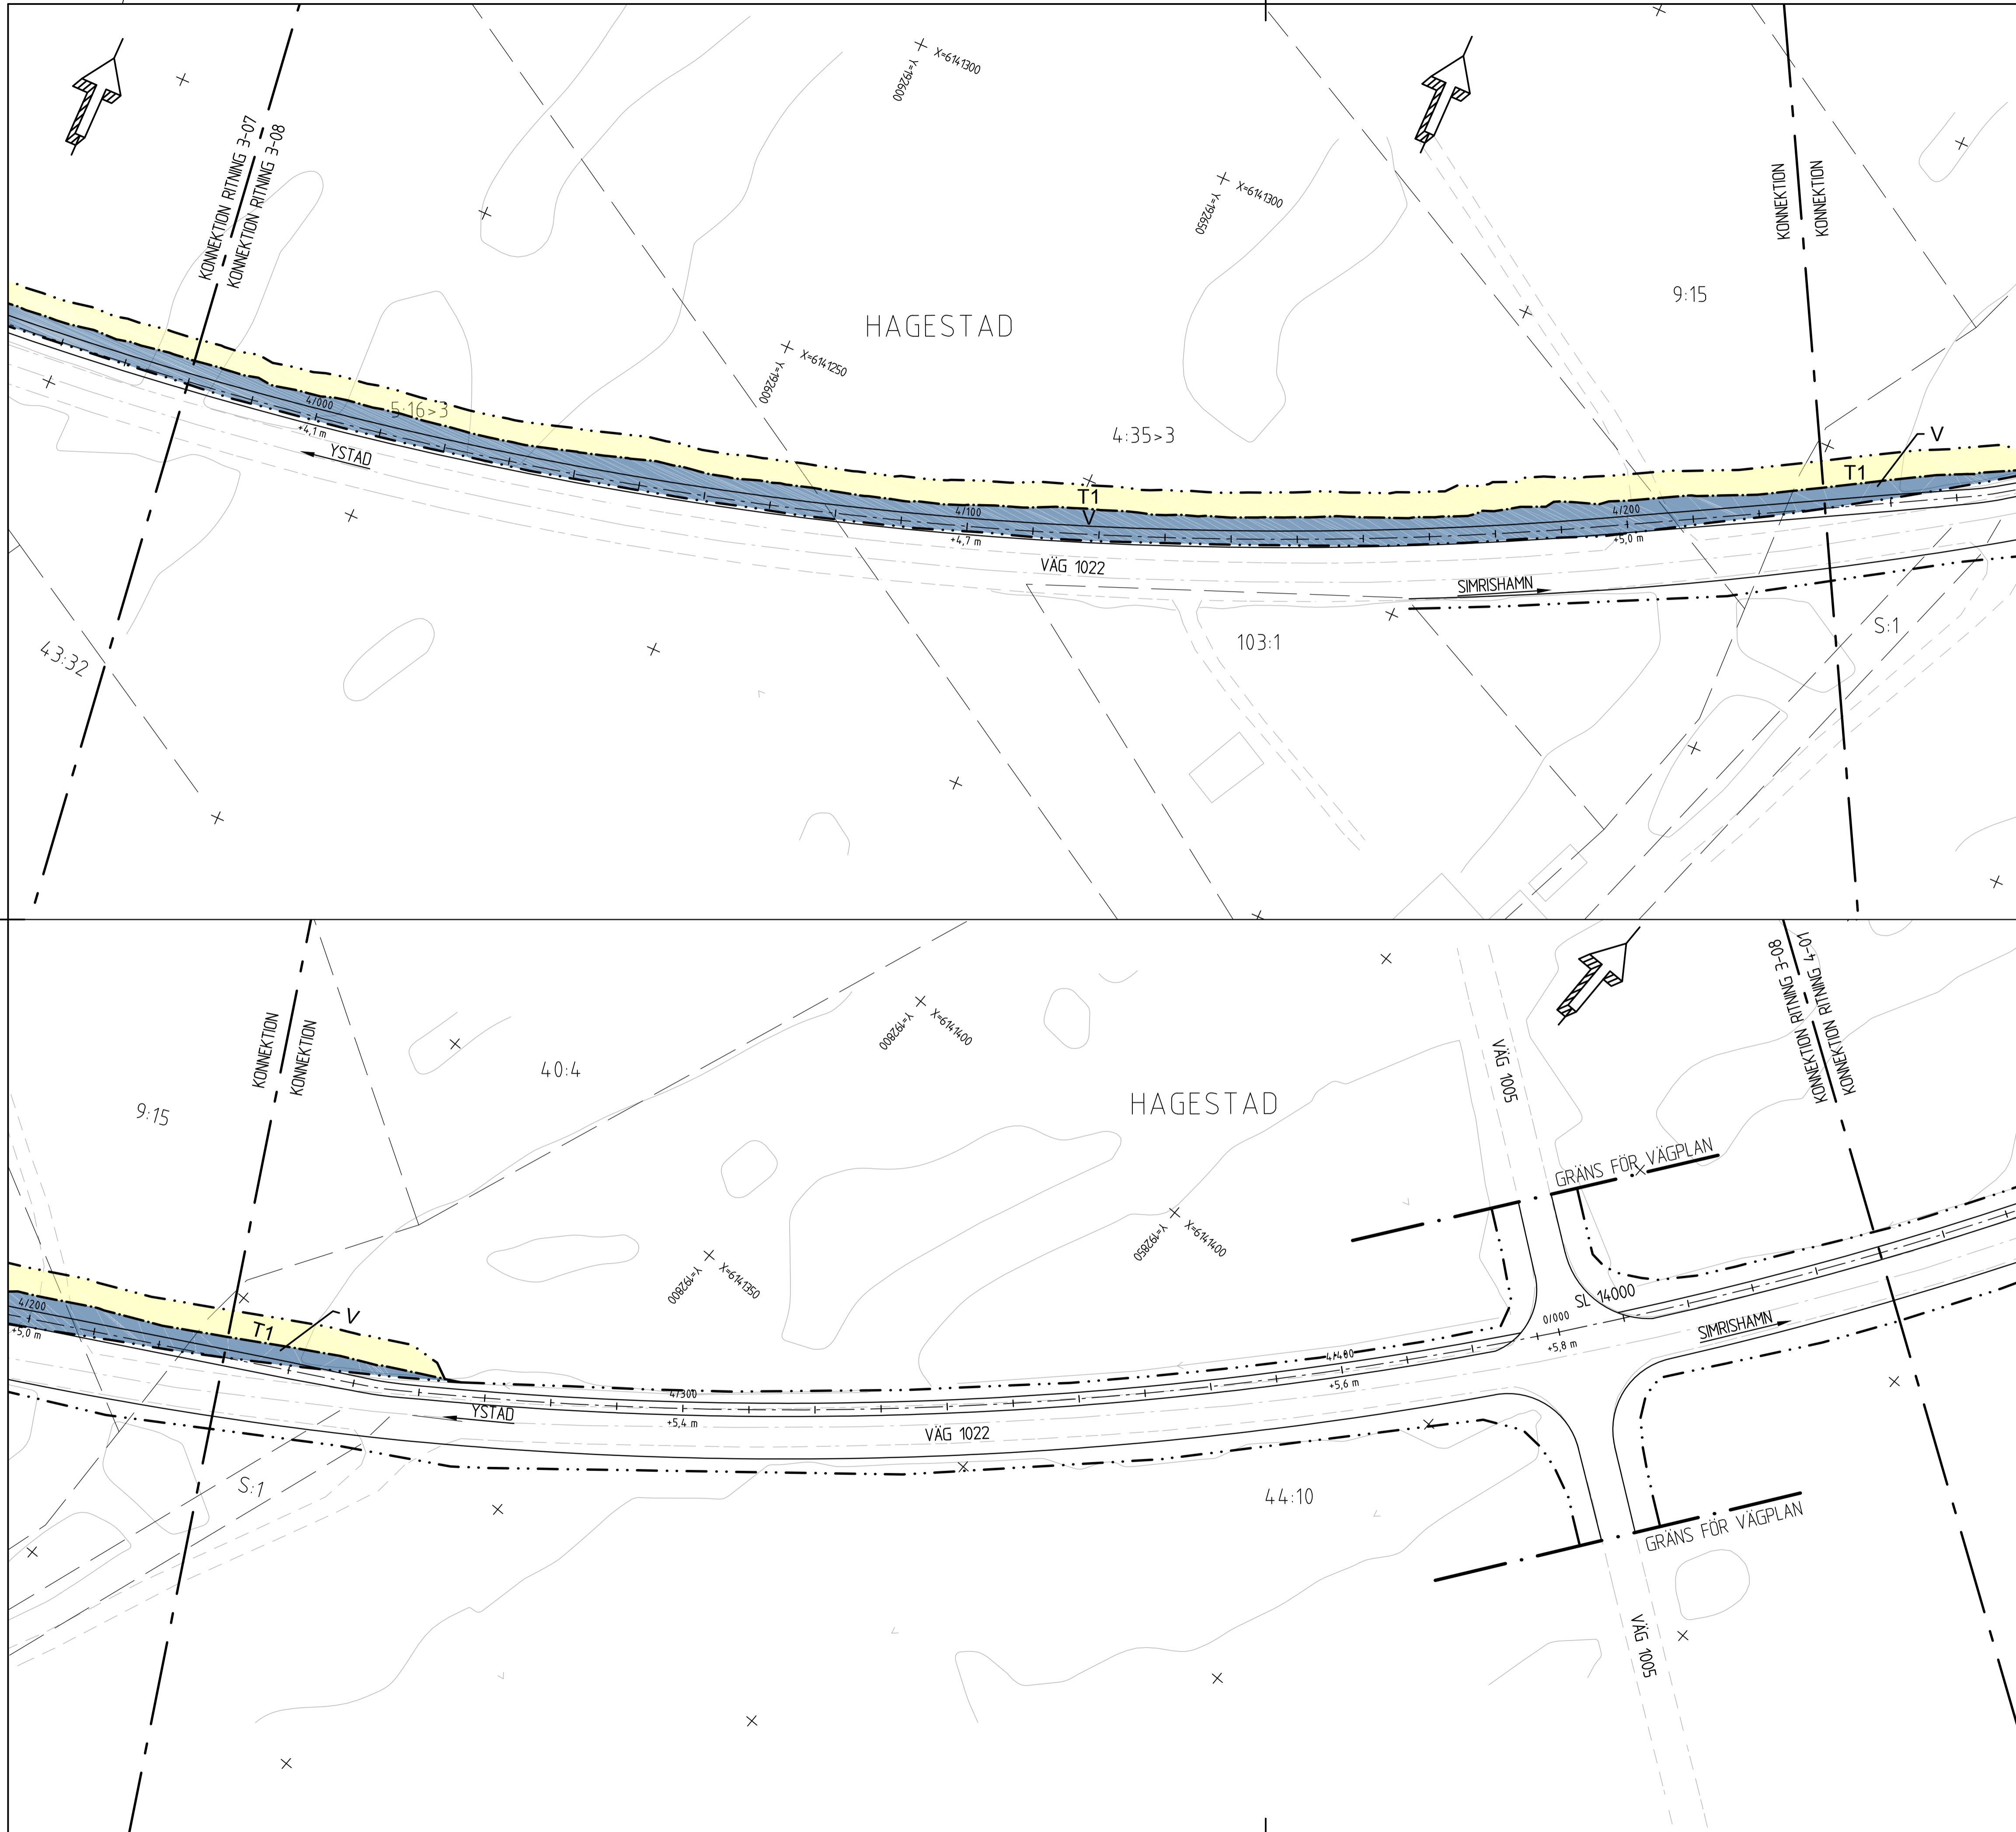 KONNEKTION RITNING 3-07
KONNEKTION RITNING 3-08
X=6141300
Y=192600
X=6141300
Y=192650
KONNEKTION
KONNEKTION
9:15
HAGESTAD
X=6141250
Y=192600
4/000
5:16>3
+4,1 m
YSTAD
4:35>3
T1
V
4/100
+4,7 m
T1
V
4/200
+5,0 m
VÄG 1022
SIMRISHAMN
43:32
103:1
S:1
KONNEKTION
KONNEKTION
X=6141400
Y=192800
KONNEKTION RITNING 3-08
KONNEKTION RITNING 4-01
40:4
9:15
HAGESTAD
VÄG 1005
GRÄNS FÖR VÄGPLAN
X=6141350
Y=192800
X=6141400
Y=192850
4/200
+5,0 m
T1
V
SL 14000
0/000
+5,8 m
SIMRISHAMN
4/400
+5,6 m
4/300
+5,4 m
YSTAD
VÄG 1022
S:1
44:10
GRÄNS FÖR VÄGPLAN
VÄG 1005